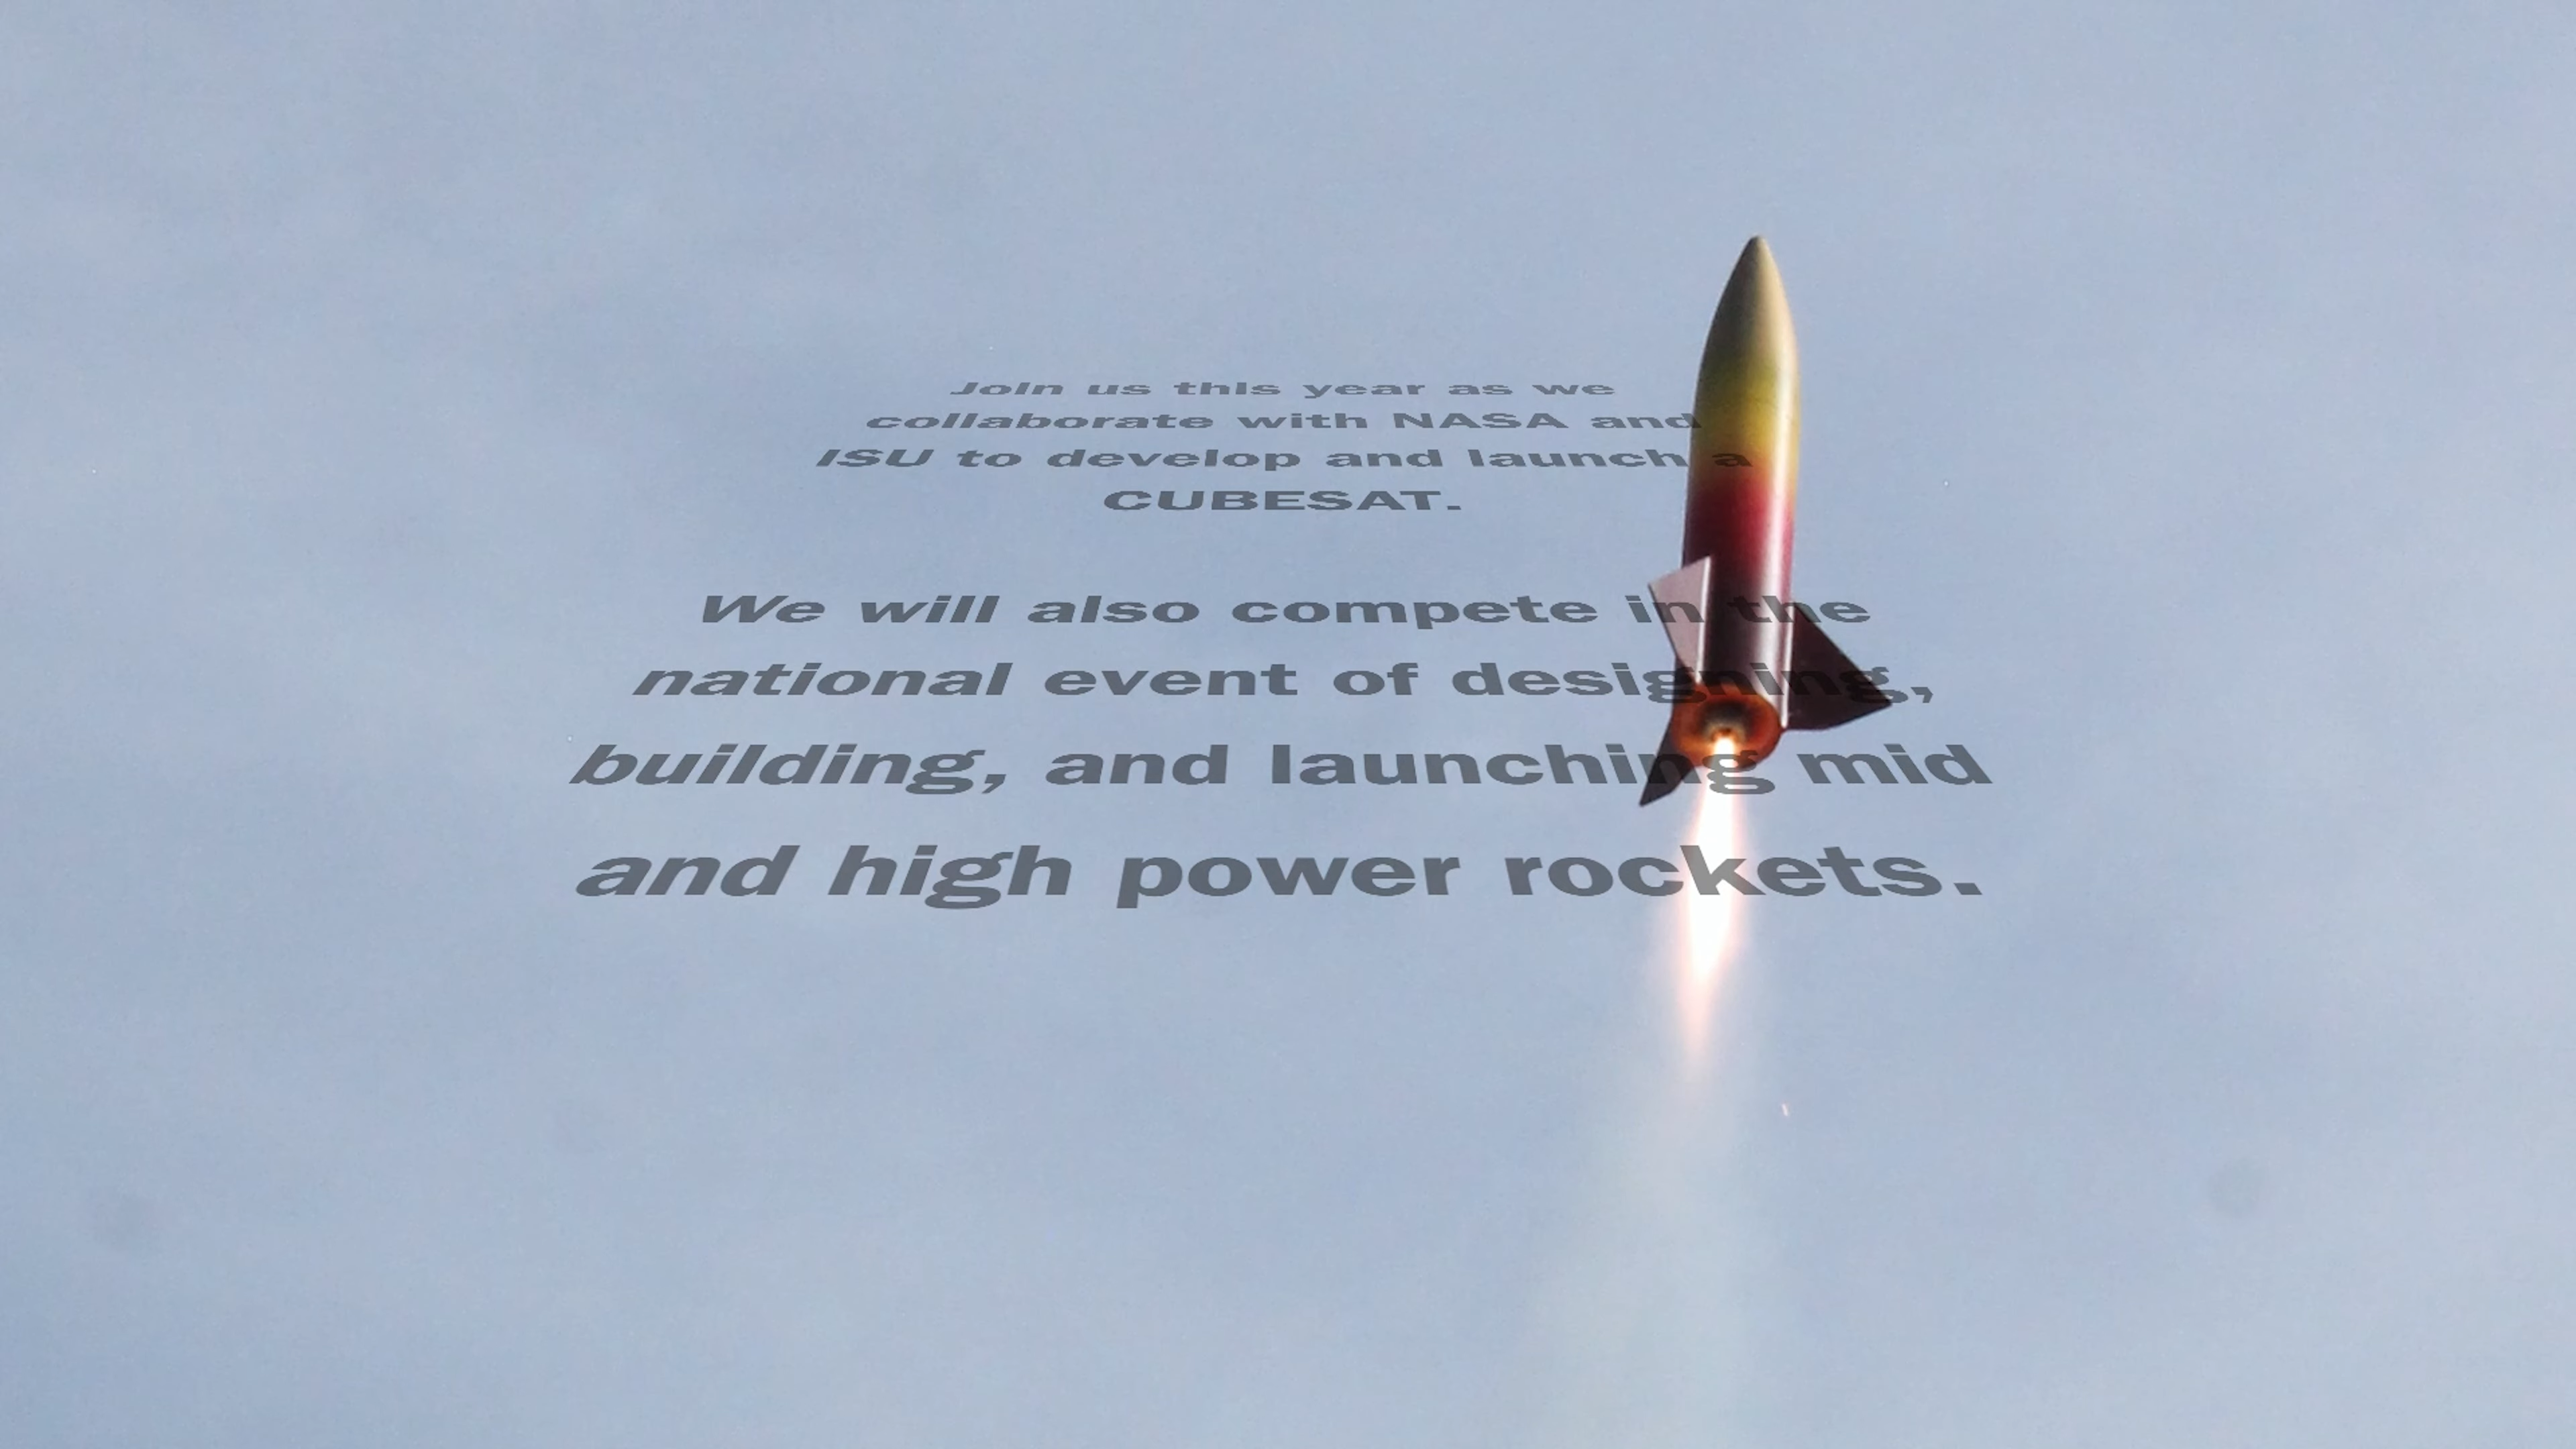 Join us this year as we
collaborate with NASA and
ISU to develop and launch a
CUBESAT.
We will also compete in the
national event of designing,
building, and launching mid
and high power rockets.